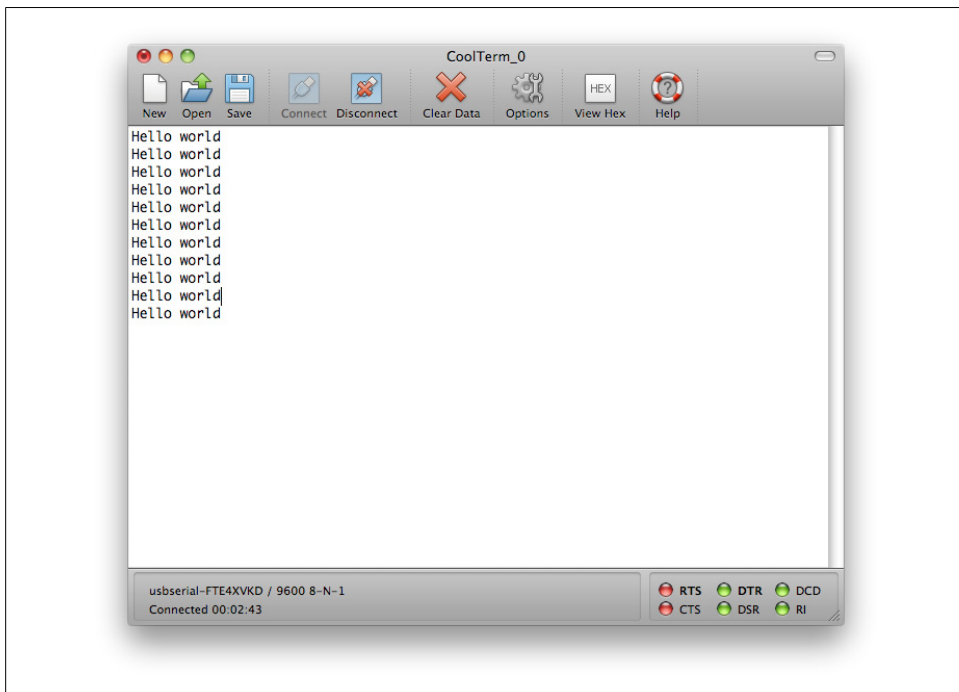 CoolTerm_0
New Open Save Connect Disconnect Clear Data Options HEX View Hex ? Help
Hello world
Hello world
Hello world
Hello world
Hello world
Hello world
Hello world
Hello world
Hello world
Hello world
Hello world
usbserial-FTE4XVKD / 9600 8-N-1
Connected 00:02:43
RTS DTR DCD
CTS DSR RI